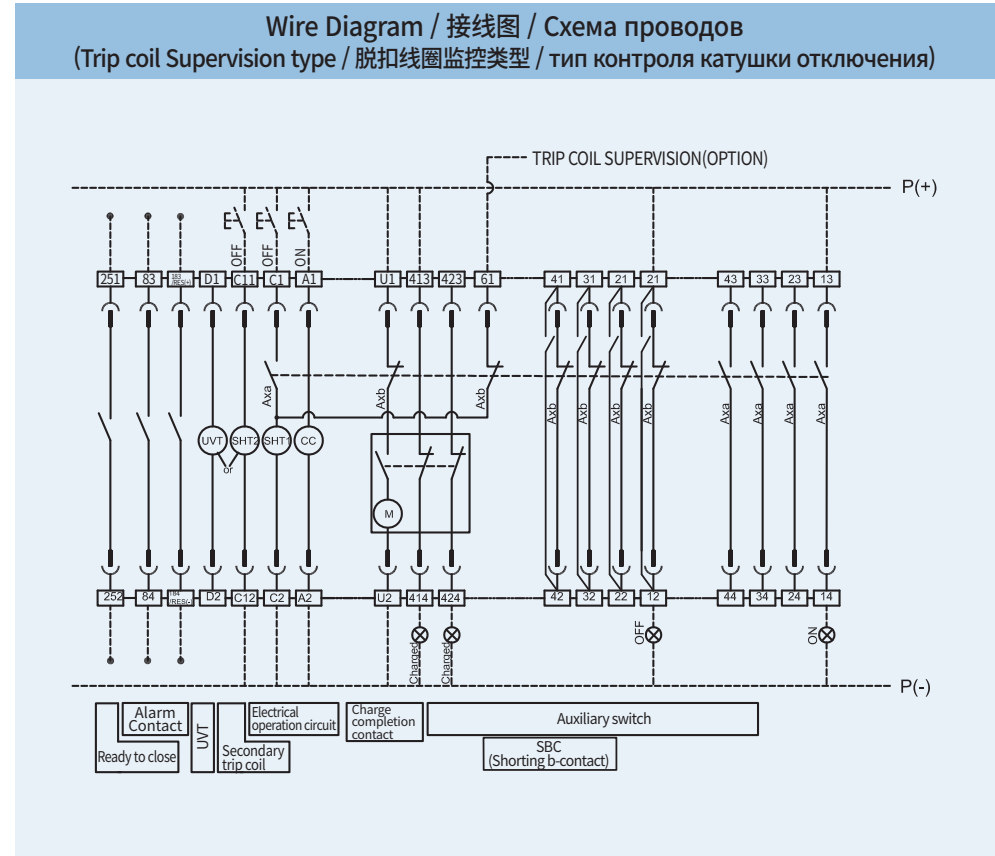 Wire Diagram / 接线图 / Схема проводов
(Trip coil Supervision type / 脱扣线圈监控类型 / тип контроля катушки отключения)
TRIP COIL SUPERVISION(OPTION)
P(+)
OFF OFF ON
251 83 183 /RES(+) D1 C11 C1 A1 U1 413 423 61 41 31 21 21 43 33 23 13
Axa Axb Axb Axb Axb Axb Axb Axa Axa Axa Axa
UVT SHT2 SHT1 CC
or
M
252 84 184 /RES(-) D2 C12 C2 A2 U2 414 424 42 32 22 12 44 34 24 14
Charged Charged OFF ON
P(-)
Alarm
Contact
Ready to close
UVT
Secondary
trip coil
Electrical
operation circuit
Charge
completion
contact
Auxiliary switch
SBC
(Shorting b-contact)